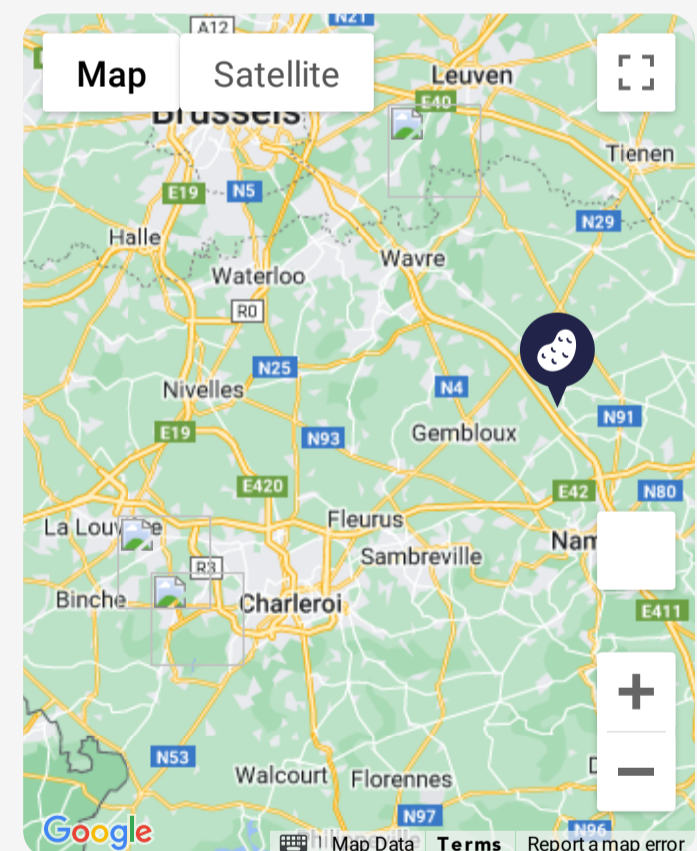 N21
A12
Map
Satellite
Leuven
E40
Brussels
Tienen
E19
N5
N29
Halle
Wavre
Waterloo
R0
N25
N4
Nivelles
N91
E19
N93
Gembloux
E420
E42
N80
Fleurus
La Louv
e
Nam
Sambreville
R3
Binche
Charleroi
E411
N53
Walcourt
Florennes
D
N97
N96
Google
Map Data
Terms
Report a map error